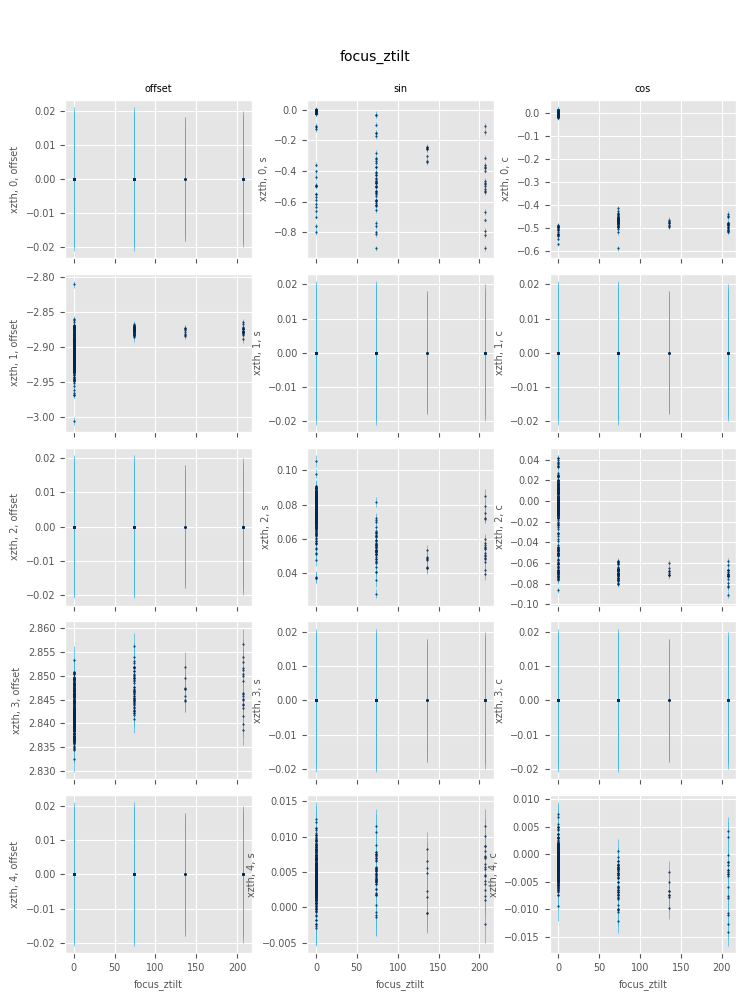 focus_ztilt
offset sin cos
0.02 0.01 0.00 −0.01 −0.02 xzth, 0, offset
0.0 −0.2 −0.4 −0.6 −0.8 xzth, 0, s
0.0 −0.1 −0.2 −0.3 −0.4 −0.5 −0.6 xzth, 0, c
−2.80 −2.85 −2.90 −2.95 −3.00 xzth, 1, offset
0.02 0.01 0.00 −0.01 −0.02 xzth, 1, s
0.02 0.01 0.00 −0.01 −0.02 xzth, 1, c
0.02 0.01 0.00 −0.01 −0.02 xzth, 2, offset
0.10 0.08 0.06 0.04 xzth, 2, s
0.04 0.02 0.00 −0.02 −0.04 −0.06 −0.08 −0.10 xzth, 2, c
2.860 2.855 2.850 2.845 2.840 2.835 2.830 xzth, 3, offset
0.02 0.01 0.00 −0.01 −0.02 xzth, 3, s
0.02 0.01 0.00 −0.01 −0.02 xzth, 3, c
0.02 0.01 0.00 −0.01 −0.02 xzth, 4, offset
0.015 0.010 0.005 0.000 −0.005 xzth, 4, s
0.010 0.005 0.000 −0.005 −0.010 −0.015 xzth, 4, c
0 50 100 150 200 0 50 100 150 200 0 50 100 150 200
focus_ztilt focus_ztilt focus_ztilt